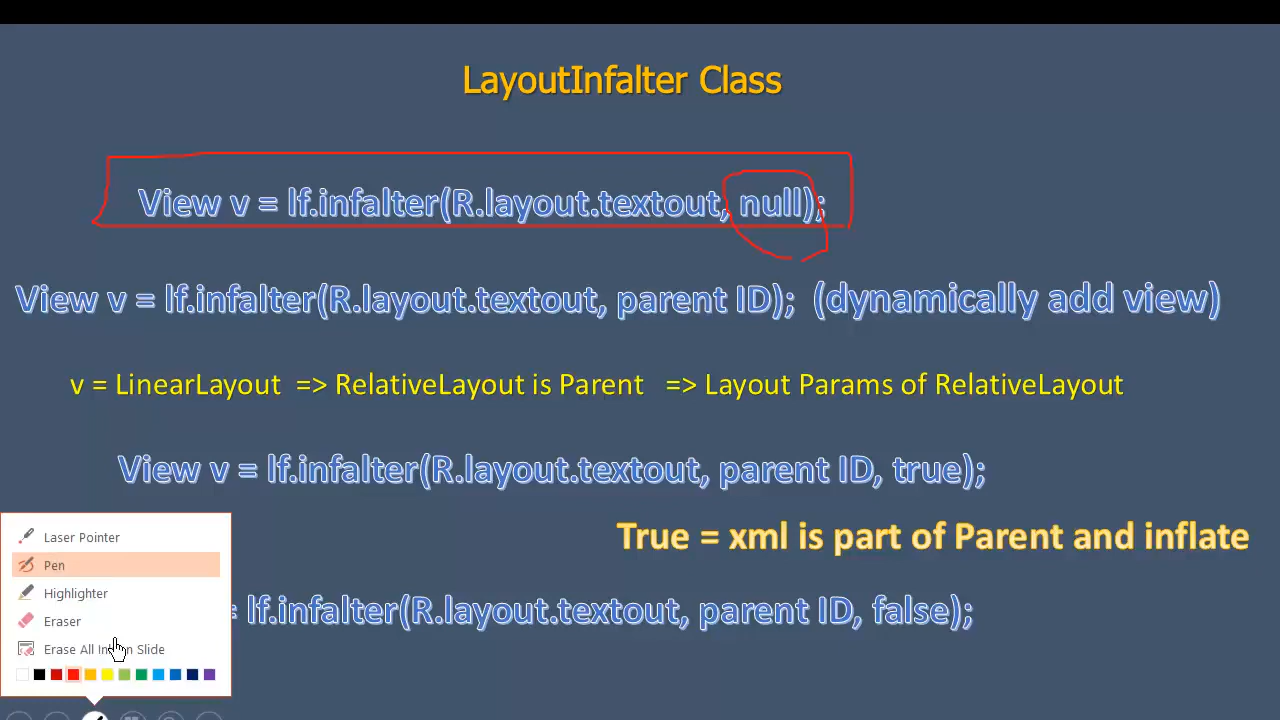 LayoutInfalter Class
View v = lf.infalter(R.layout.textout, null);
View v = lf.infalter(R.layout.textout, parent ID); (dynamically add view)
v = LinearLayout => RelativeLayout is Parent => Layout Params of RelativeLayout
View v = lf.infalter(R.layout.textout, parent ID, true);
True = xml is part of Parent and inflate
= lf.infalter(R.layout.textout, parent ID, false);
Laser Pointer
Pen
Highlighter
Eraser
Erase All Slide